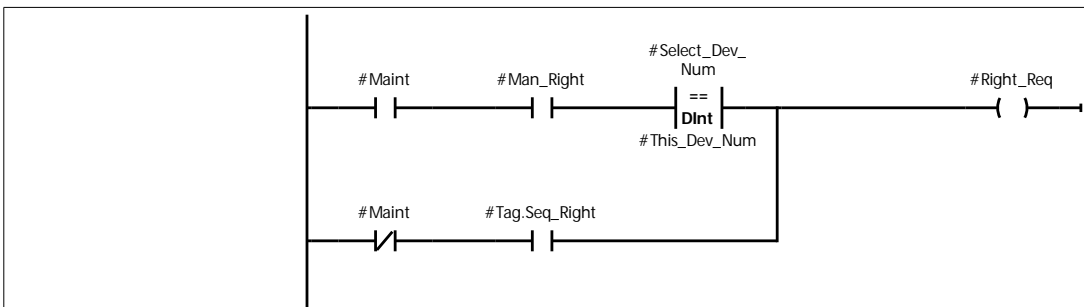 #Select_Dev_
Num
#Maint
#Man_Right
==
DInt
#This_Dev_Num
#Right_Req
#Maint
#Tag.Seq_Right